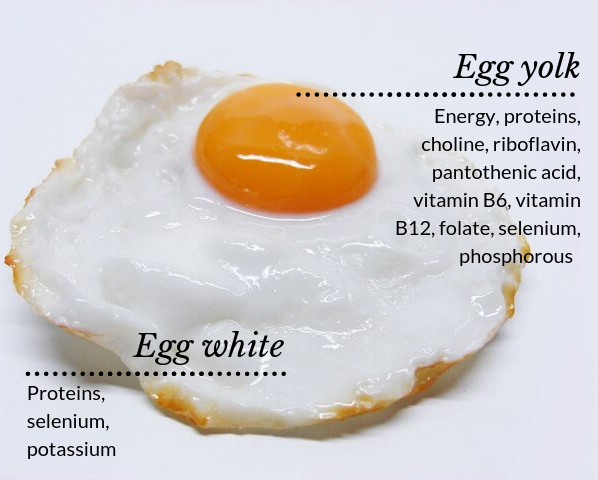 Egg yolk
Energy, proteins,
choline, riboflavin,
pantothenic acid,
vitamin B6, vitamin
B12, folate, selenium,
phosphorous
Egg white
Proteins,
selenium,
potassium